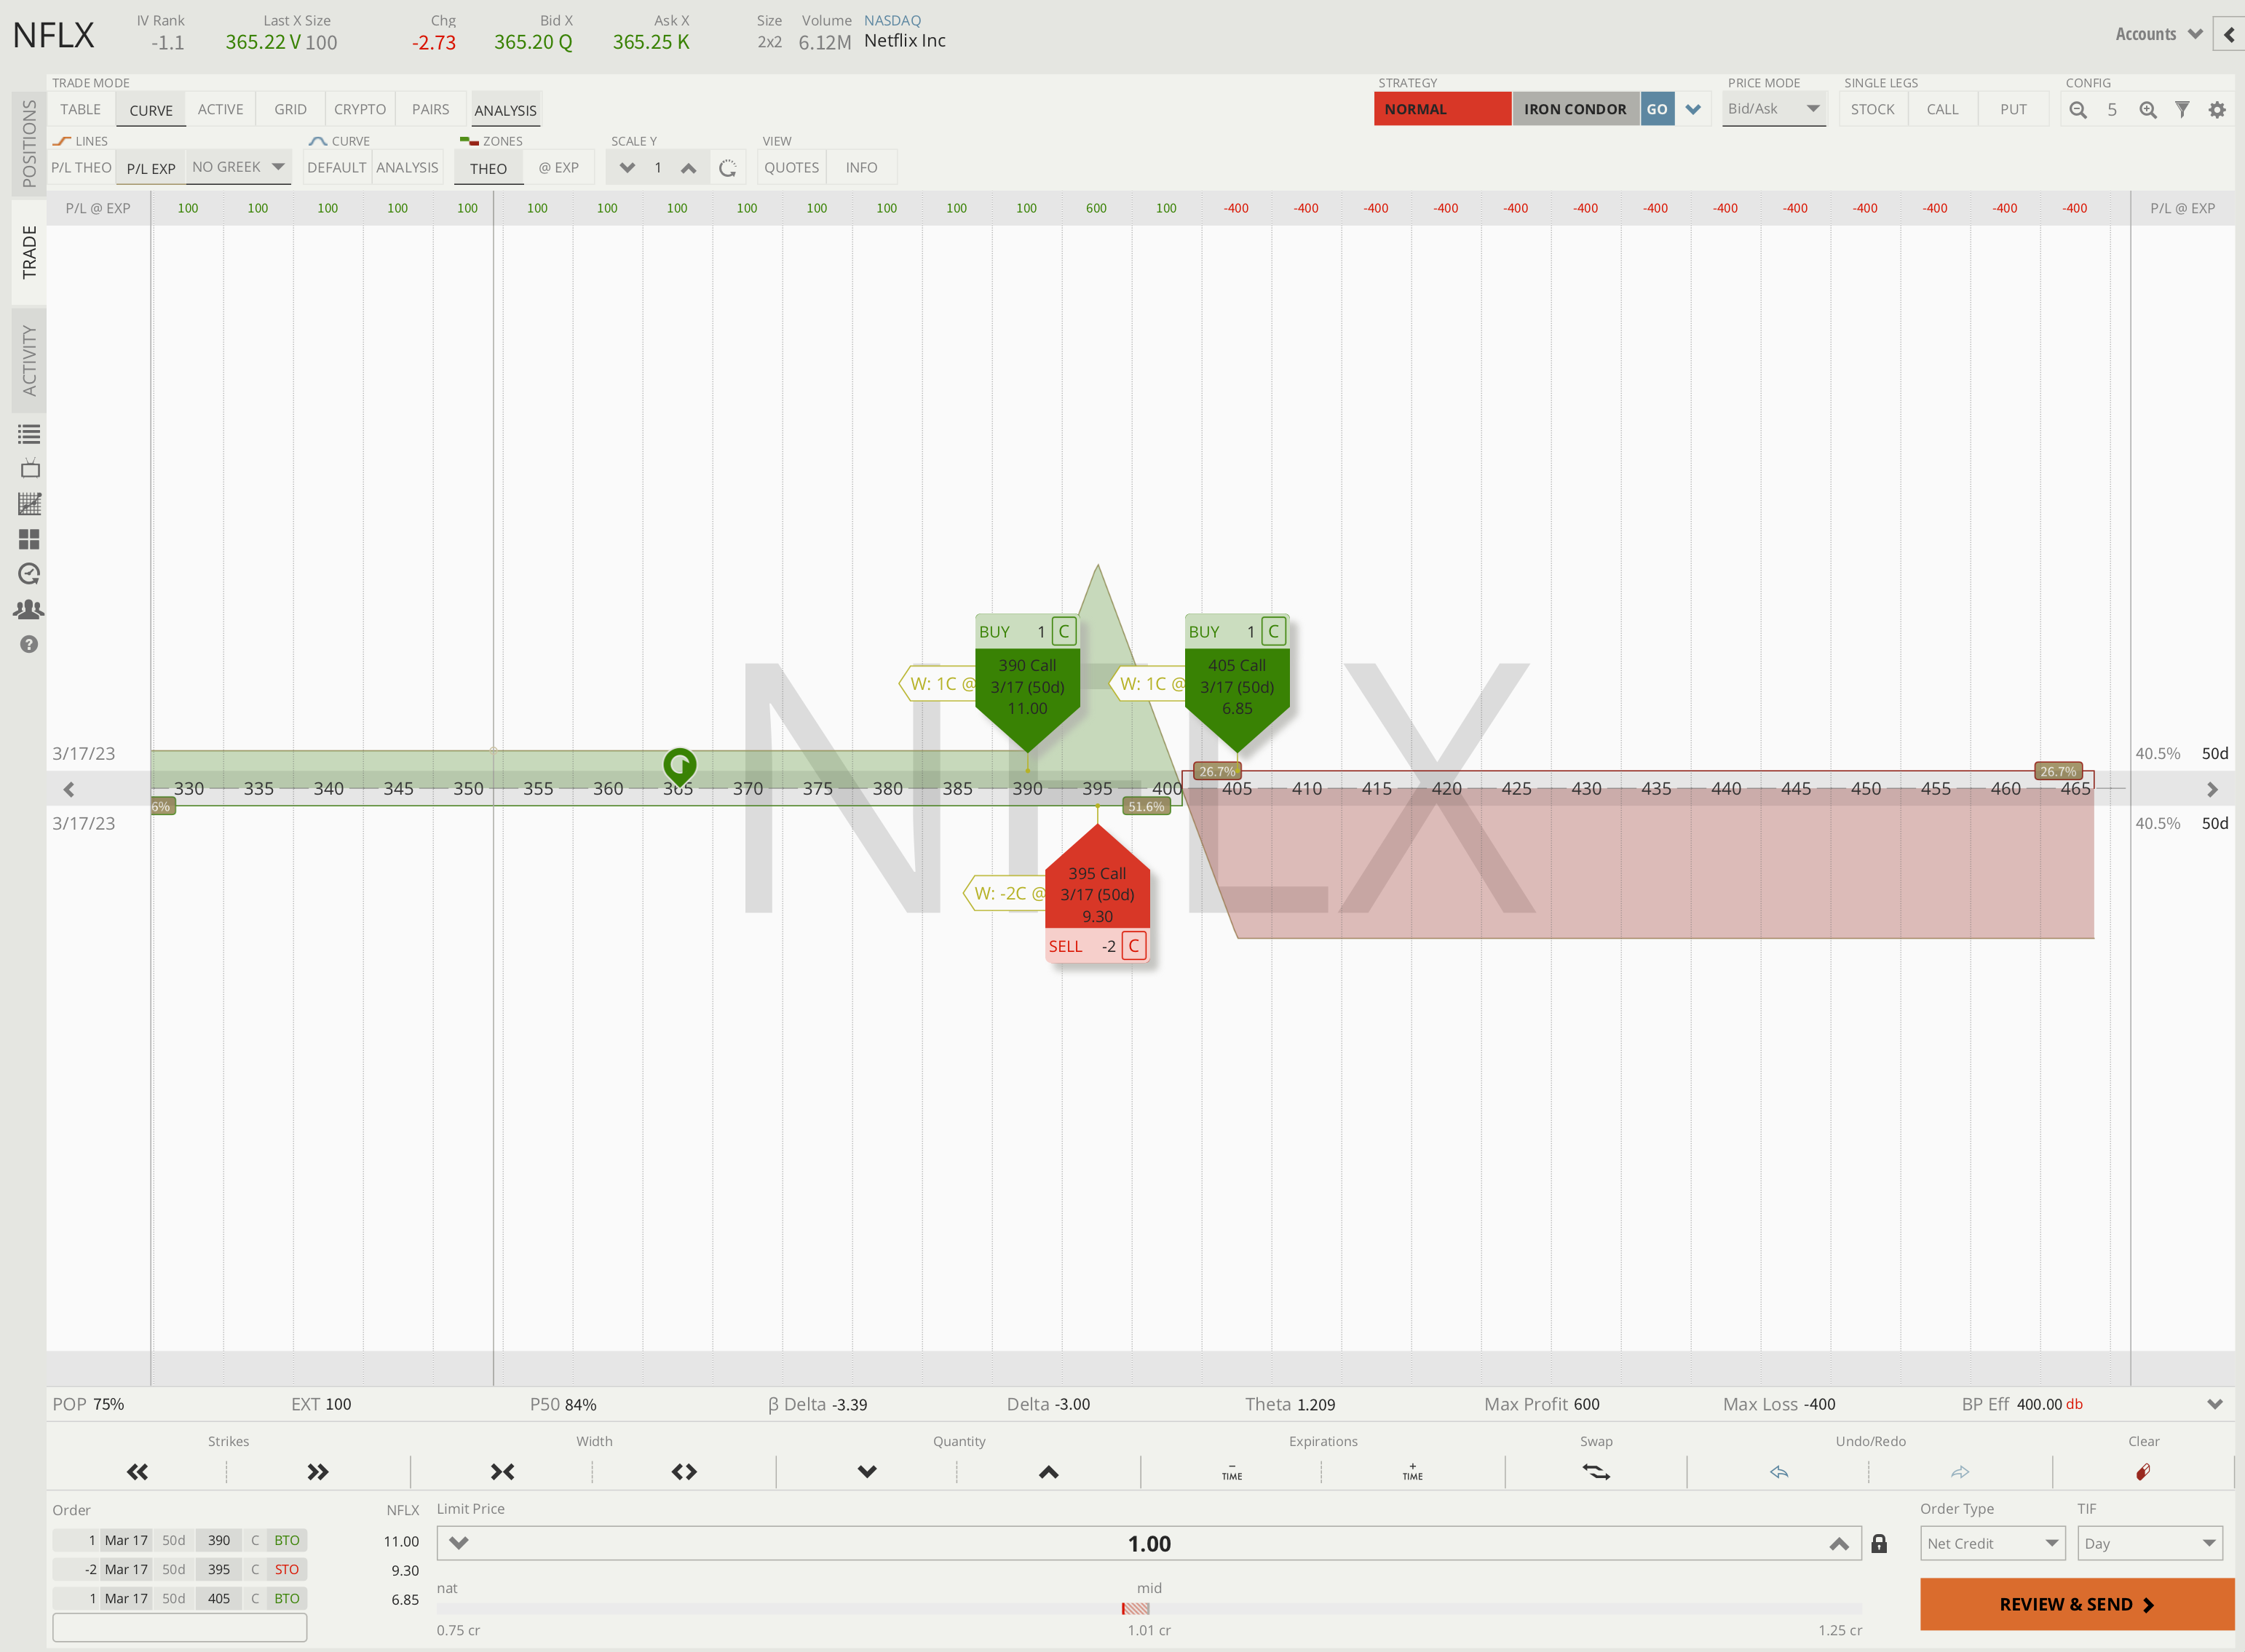 NFLX
IV Rank
-1.1
Last X Size
365.22 V 100
Chg
-2.73
Bid X
365.20 Q
Ask X
365.25 K
Size
2x2
Volume
6.12M
NASDAQ
Netflix Inc
Accounts
POSITIONS
TRADE
ACTIVITY
TRADE MODE
TABLE CURVE ACTIVE GRID CRYPTO PAIRS ANALYSIS
STRATEGY
NORMAL IRON CONDOR GO
PRICE MODE
Bid/Ask
SINGLE LEGS
STOCK CALL PUT
CONFIG
5
LINES
P/L THEO P/L EXP NO GREEK
CURVE
DEFAULT ANALYSIS
ZONES
THEO @ EXP
SCALE Y
1
VIEW
QUOTES INFO
P/L @ EXP 100 100 100 100 100 100 100 100 100 100 100 100 100 600 100 -400 -400 -400 -400 -400 -400 -400 -400 -400 -400 -400 -400 -400 P/L @ EXP
NFLX
BUY 1 C
390 Call
3/17 (50d)
11.00
W: 1C @
BUY 1 C
405 Call
3/17 (50d)
6.85
W: 1C @
3/17/23 40.5% 50d
26.7% 26.7%
330 335 340 345 350 355 360 365 370 375 380 385 390 395 400 405 410 415 420 425 430 435 440 445 450 455 460 465
6%
51.6%
3/17/23 40.5% 50d
395 Call
3/17 (50d)
9.30
SELL -2 C
W: -2C @
POP 75% EXT 100 P50 84% β Delta -3.39 Delta -3.00 Theta 1.209 Max Profit 600 Max Loss -400 BP Eff 400.00 db
Strikes Width Quantity Expirations Swap Undo/Redo Clear
− TIME + TIME
Order NFLX
1 Mar 17 50d 390 C BTO 11.00
-2 Mar 17 50d 395 C STO 9.30
1 Mar 17 50d 405 C BTO 6.85
Limit Price
1.00
nat mid
0.75 cr 1.01 cr 1.25 cr
Order Type
Net Credit
TIF
Day
REVIEW & SEND